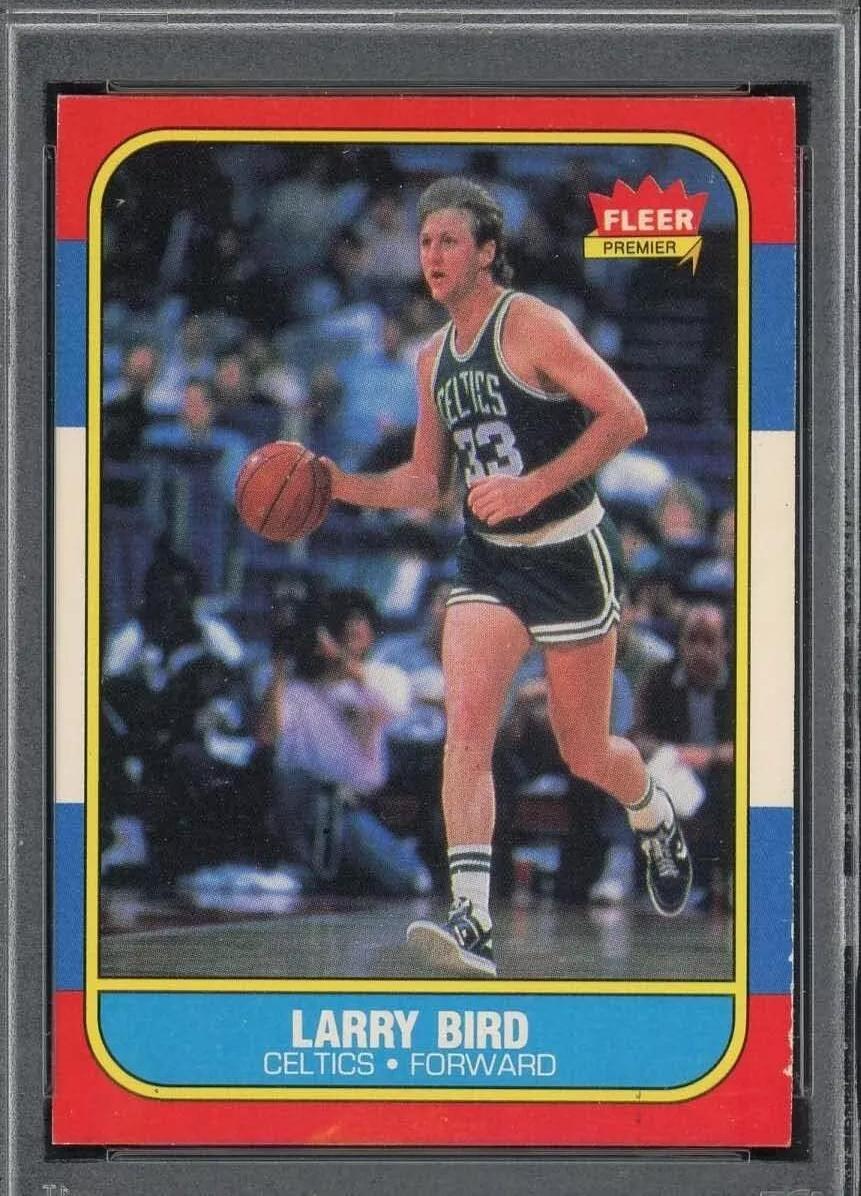 FLEER
PREMIER
CELTICS
33
LARRY BIRD
CELTICS • FORWARD